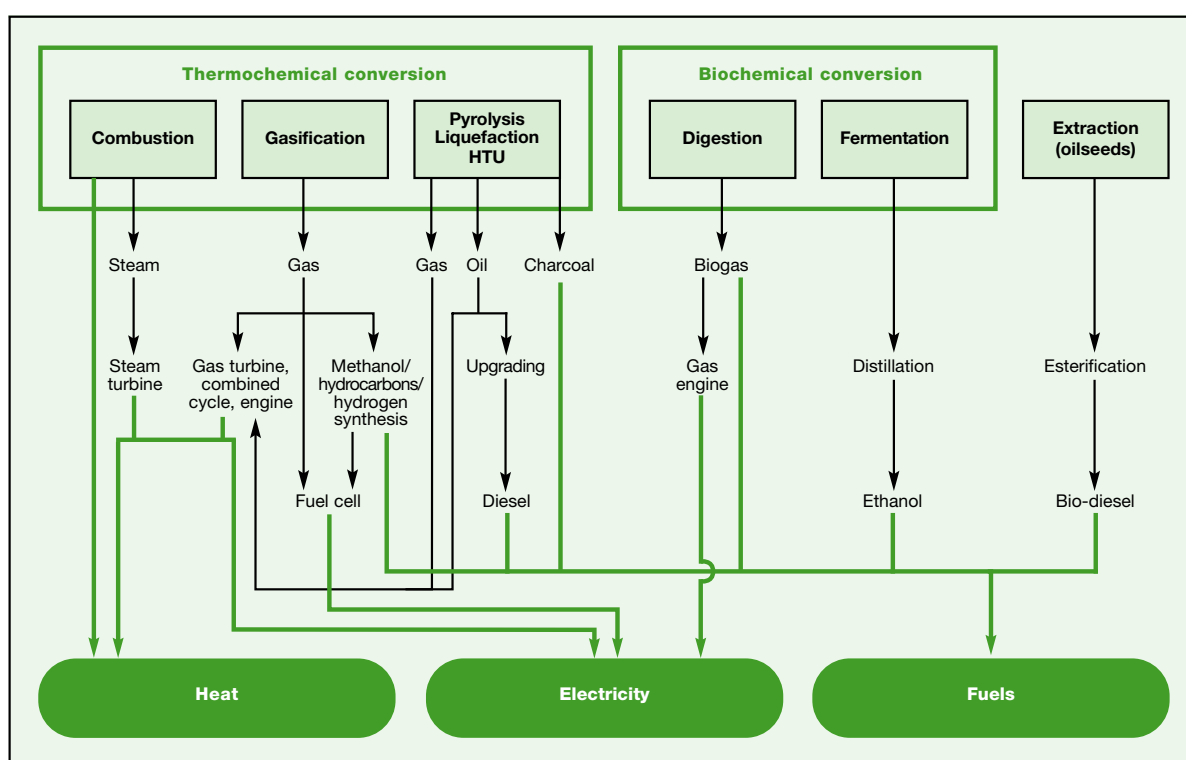 Thermochemical conversion
Biochemical conversion
Combustion
Gasification
Pyrolysis
Liquefaction
HTU
Digestion
Fermentation
Extraction
(oilseeds)
Steam
Gas
Gas
Oil
Charcoal
Biogas
Steam
turbine
Gas turbine,
combined
cycle, engine
Methanol/
hydrocarbons/
hydrogen
synthesis
Upgrading
Gas
engine
Distillation
Esterification
Fuel cell
Diesel
Ethanol
Bio-diesel
Heat
Electricity
Fuels